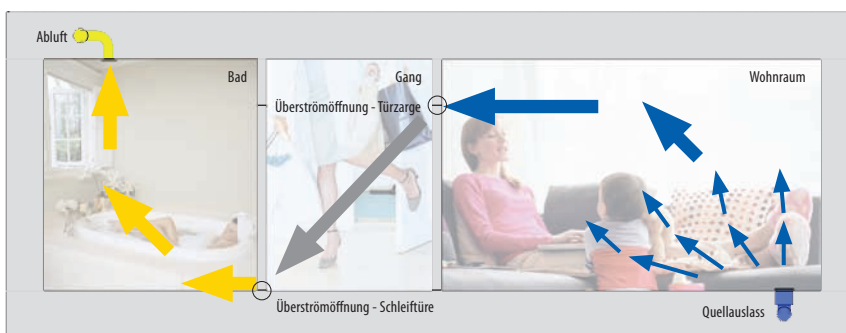 Abluft
Bad
Gang
Wohnraum
Überströmöffnung - Türzarge
Überströmöffnung - Schleiftüre
Quellauslass